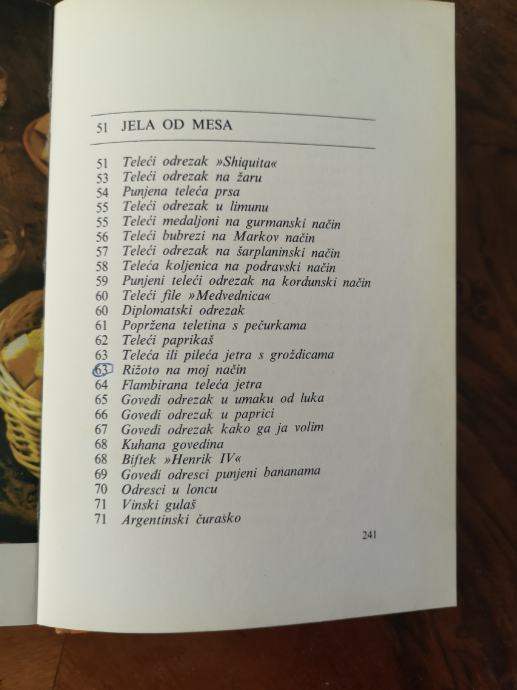 51 JELA OD MESA
51 Teleći odrezak »Shiquita«
53 Teleći odrezak na žaru
54 Punjena teleća prsa
55 Teleći odrezak u limunu
55 Teleći medaljoni na gurmanski način
56 Teleći bubrezi na Markov način
57 Teleći odrezak na šarplaninski način
58 Teleća koljenica na podravski način
59 Punjeni teleći odrezak na kordunski način
60 Teleći file »Medvednica«
60 Diplomatski odrezak
61 Popržena teletina s pečurkama
62 Teleći paprikaš
63 Teleća ili pileća jetra s grožđicama
63 Rižoto na moj način
64 Flambirana teleća jetra
65 Goveđi odrezak u umaku od luka
66 Goveđi odrezak u paprici
67 Goveđi odrezak kako ga ja volim
68 Kuhana govedina
68 Biftek »Henrik IV«
69 Goveđi odresci punjeni bananama
70 Odresci u loncu
71 Vinski gulaš
71 Argentinski čuraško
241